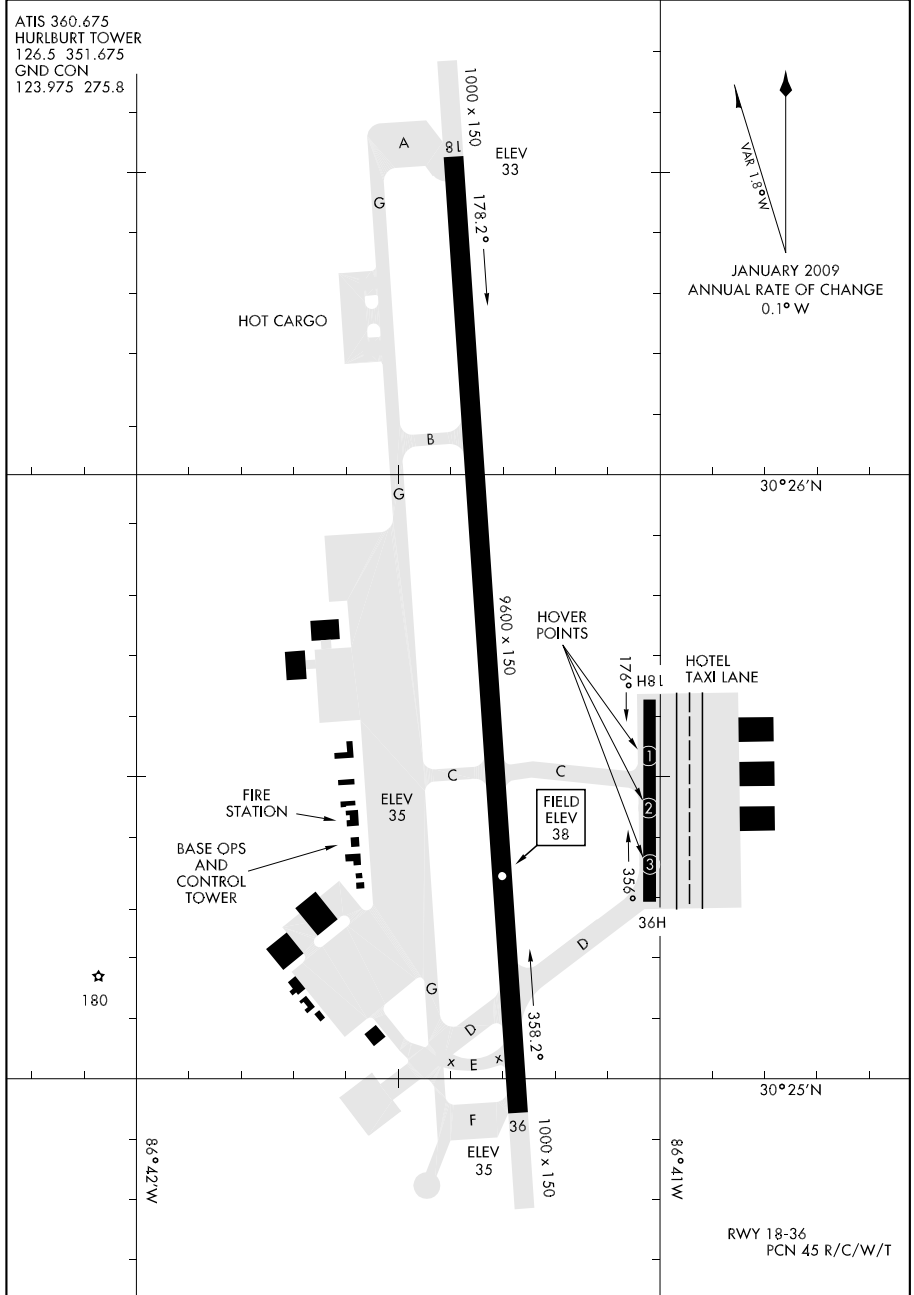 ATIS 360.675
HURLBURT TOWER
126.5 351.675
GND CON
123.975 275.8
1000 x 150
A
18
ELEV
33
G
178.2°
VAR 1.8°W
JANUARY 2009
ANNUAL RATE OF CHANGE
0.1° W
HOT CARGO
B
G
30°26'N
9600 x 150
HOVER
POINTS
176°
18H
HOTEL
TAXI LANE
1
C
C
2
FIRE
STATION
ELEV
35
FIELD
ELEV
38
BASE OPS
AND
CONTROL
TOWER
3
356°
36H
D
180
G
D
358.2°
x E x
30°25'N
F
36
ELEV
35
1000 x 150
86°42'W
86°41'W
RWY 18-36
PCN 45 R/C/W/T